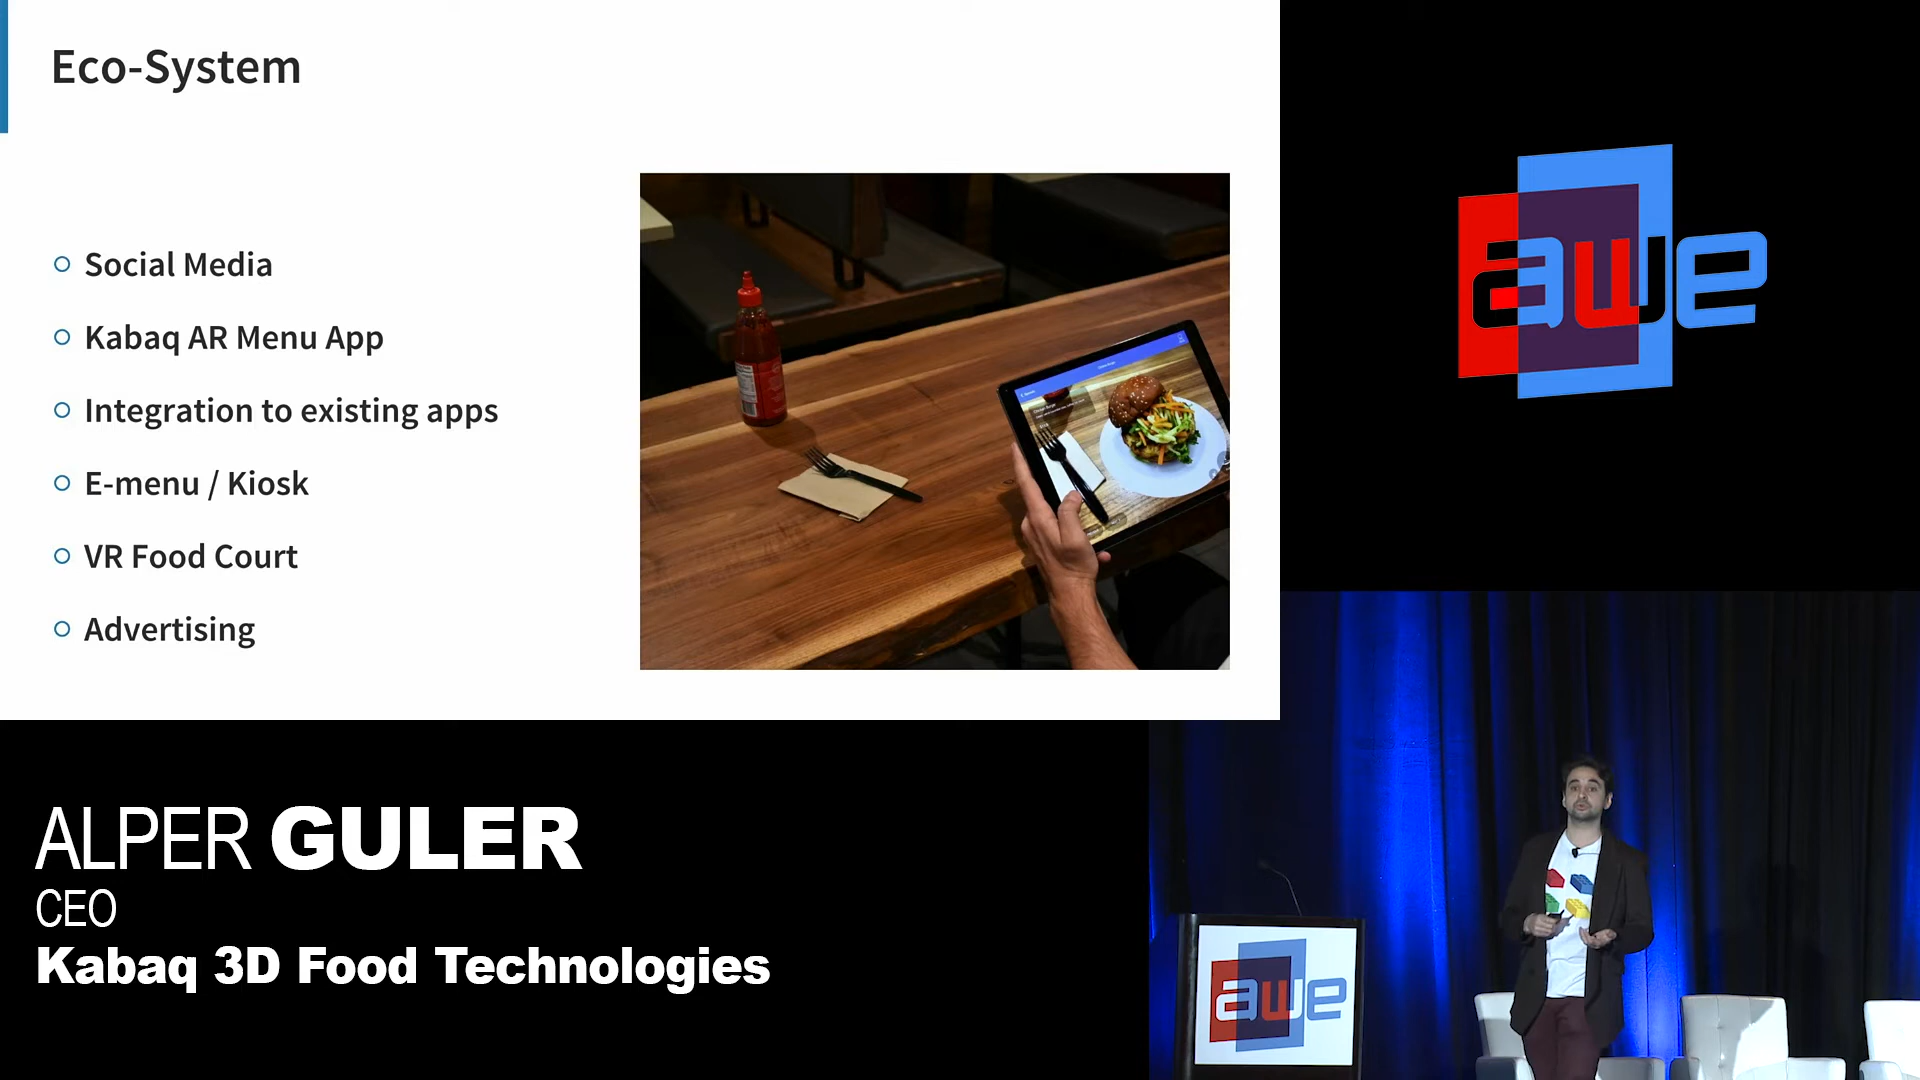 Eco-System
Social Media
Kabaq AR Menu App
Integration to existing apps
E-menu / Kiosk
VR Food Court
Advertising
awe
ALPER GULER
CEO
Kabaq 3D Food Technologies
awe